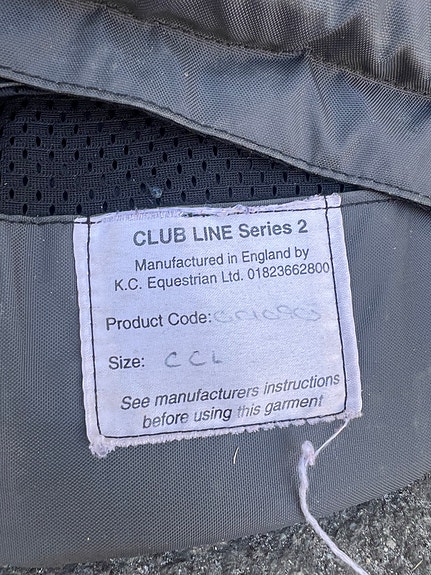 CLUB LINE Series 2
Manufactured in England by
K.C. Equestrian Ltd. 01823662800
Product Code:
Size: CCL
See manufacturers instructions
before using this garment